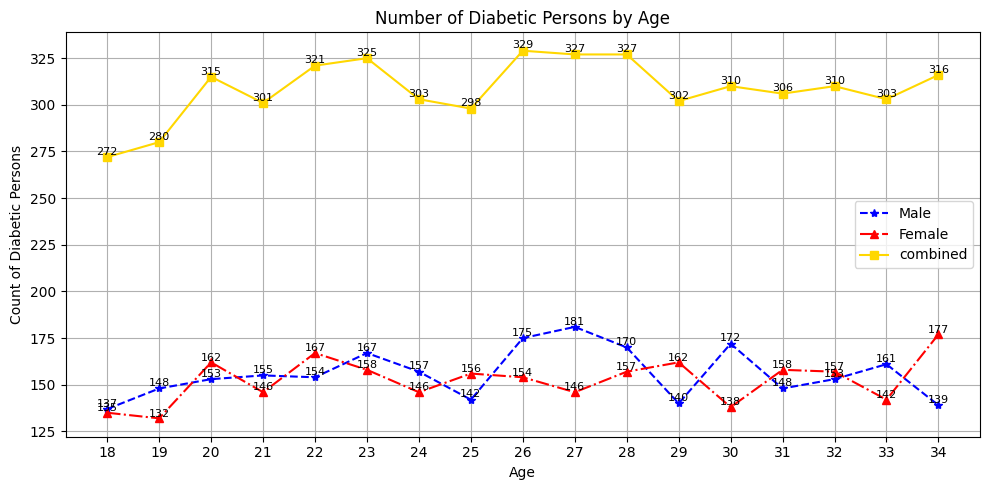 Number of Diabetic Persons by Age
Count of Diabetic Persons
325
300
275
250
225
200
175
150
125
272 280 315 301 321 325 303 298 329 327 327 302 310 306 310 303 316
137 148 153 155 154 167 157 142 175 181 170 140 172 148 153 161 139
135 132 162 146 167 158 146 156 154 146 157 162 138 158 157 142 177
Male
Female
combined
18 19 20 21 22 23 24 25 26 27 28 29 30 31 32 33 34
Age